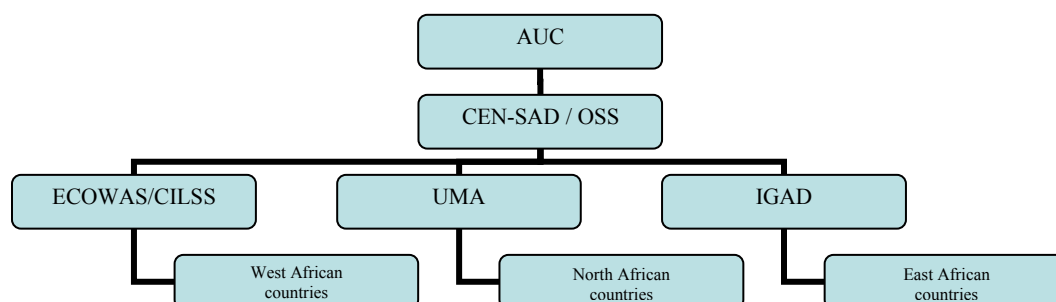 AUC
CEN-SAD / OSS
ECOWAS/CILSS
UMA
IGAD
West African
countries
North African
countries
East African
countries